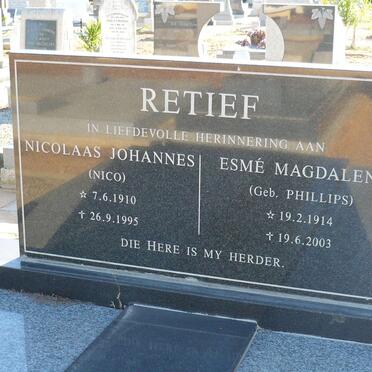 RETIEF
IN LIEFDEVOLLE HERINNERING AAN
NICOLAAS JOHANNES
(NICO)
☆ 7.6.1910
✝ 26.9.1995
ESMÉ MAGDALEN
(Geb. PHILLIPS)
☆ 19.2.1914
✝ 19.6.2003
DIE HERE IS MY HERDER.